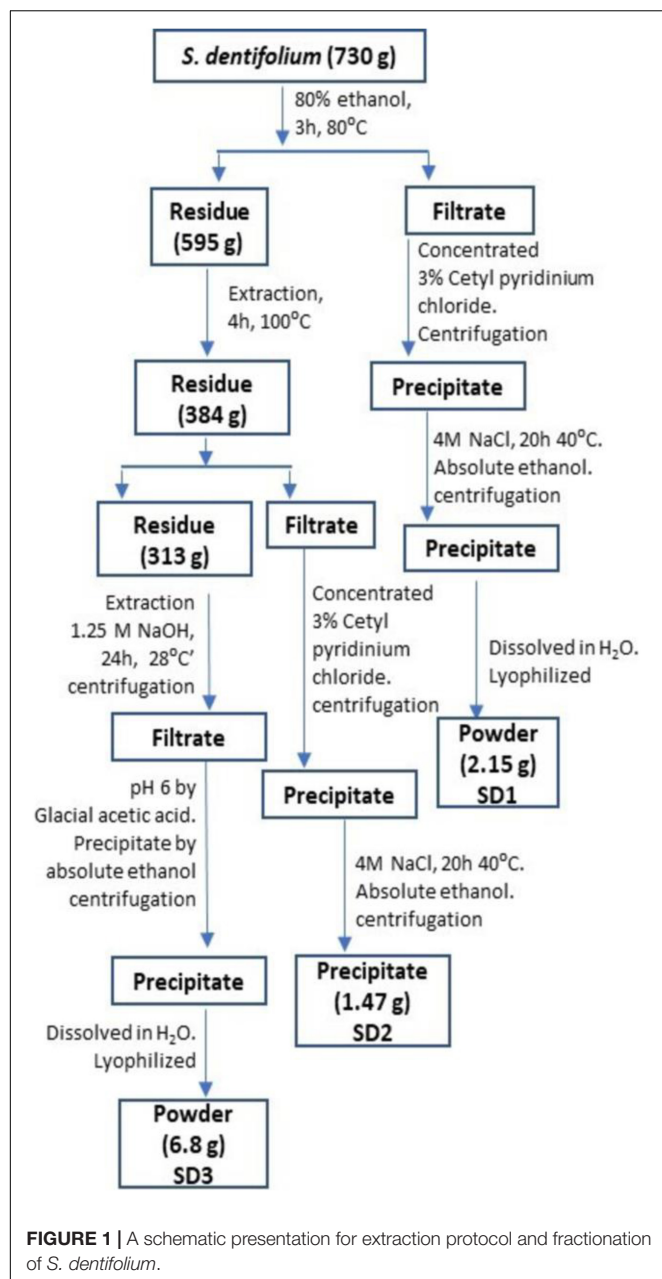 S. dentifolium (730 g)
80% ethanol,
3h, 80°C
Residue
(595 g)
Filtrate
Extraction,
4h, 100°C
Concentrated
3% Cetyl pyridinium
chloride.
Centrifugation
Residue
(384 g)
Precipitate
4M NaCl, 20h 40°C.
Absolute ethanol.
centrifugation
Residue
(313 g)
Filtrate
Precipitate
Extraction
1.25 M NaOH,
24h, 28°C'
centrifugation
Concentrated
3% Cetyl
pyridinium
chloride.
centrifugation
Dissolved in H₂O.
Lyophilized
Filtrate
Powder
(2.15 g)
SD1
pH 6 by
Glacial acetic acid.
Precipitate by
absolute ethanol
centrifugation
Precipitate
4M NaCl, 20h 40°C.
Absolute ethanol.
centrifugation
Precipitate
Precipitate
(1.47 g)
SD2
Dissolved in H₂O.
Lyophilized
Powder
(6.8 g)
SD3
FIGURE 1 | A schematic presentation for extraction protocol and fractionation
of S. dentifolium.